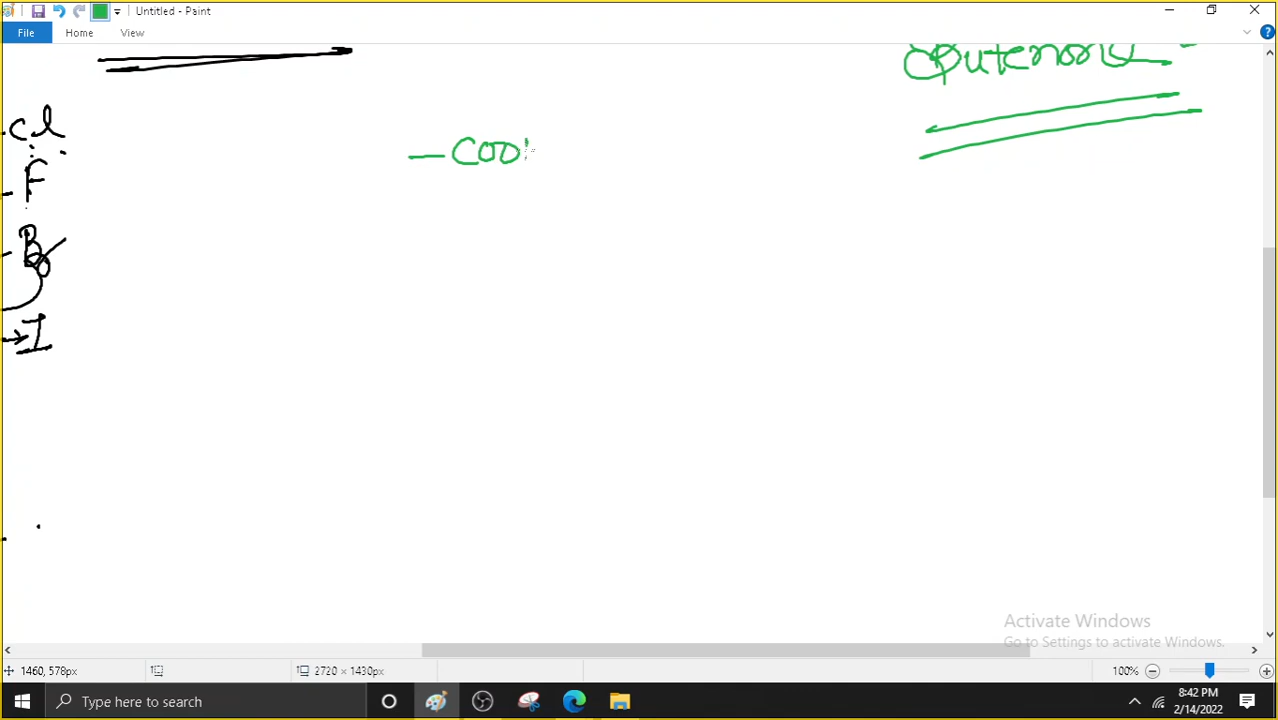 Untitled - Paint
File Home View
Cl
- COO
- F
Br
→ I
Activate Windows
Go to Settings to activate Windows.
1460, 578px
2720 × 1430px
100%
Type here to search
8:42 PM
2/14/2022